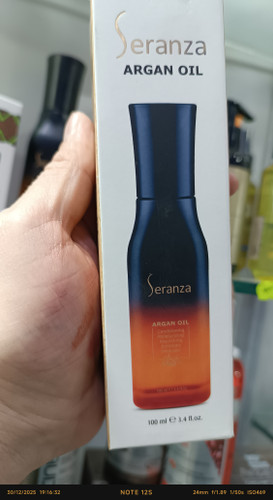 Seranza
ARGAN OIL
Seranza
ARGAN OIL
100 ml ℮ 3.4 fl.oz.
30/12/2025 19:16:32
NOTE 12S
24mm f/1.89 1/50s ISO469